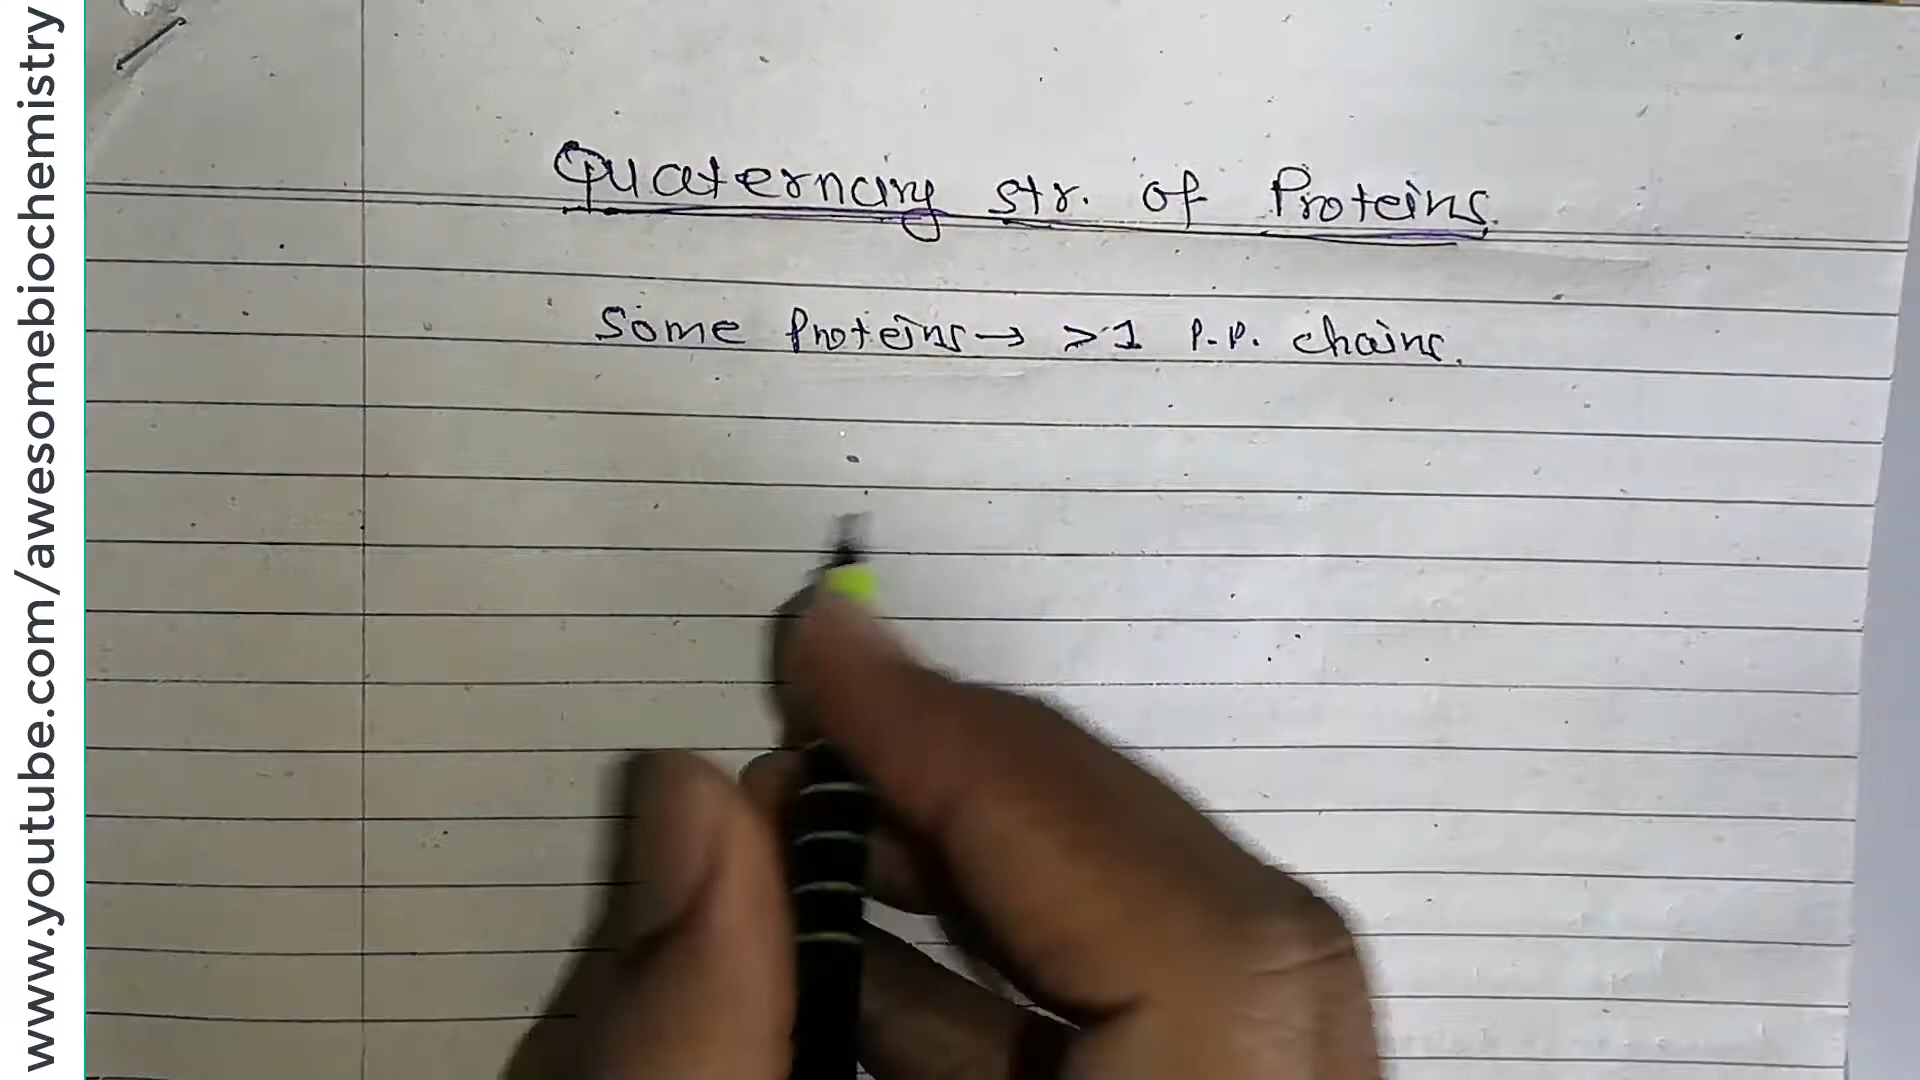 www.youtube.com/awesomebiochemistry
Quaternary str. of Proteins.
Some Proteins → >1 P.P. chains.